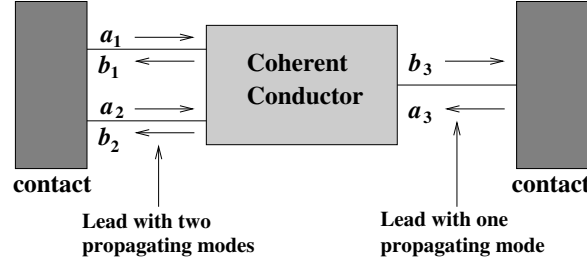 a₁
b₁
Coherent
Conductor
b₃
a₂
b₂
a₃
contact
contact
Lead with two
propagating modes
Lead with one
propagating mode